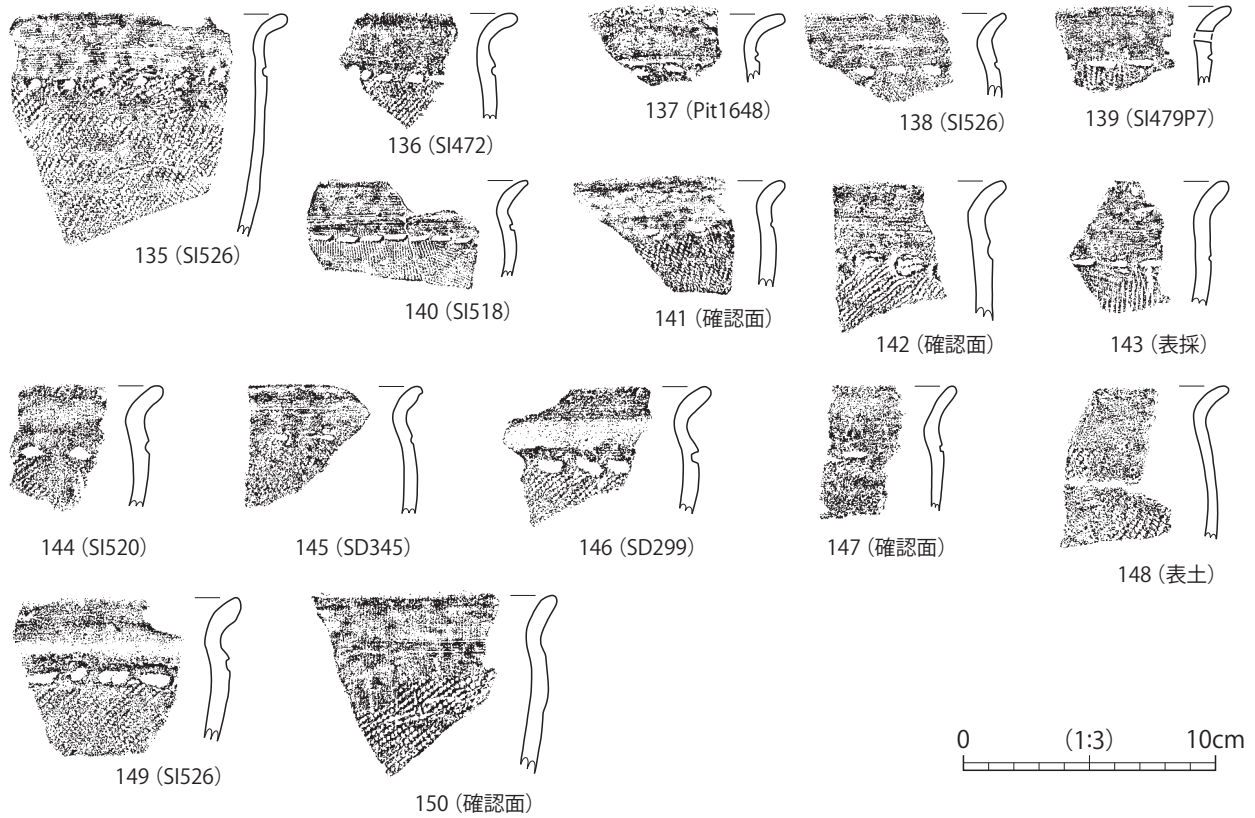 135（SI526）
136（SI472）
137（Pit1648）
138（SI526）
139（SI479P7）
140（SI518）
141（確認面）
142（確認面）
143（表採）
144（SI520）
145（SD345）
146（SD299）
147（確認面）
148（表土）
149（SI526）
150（確認面）
0 （1:3） 10cm